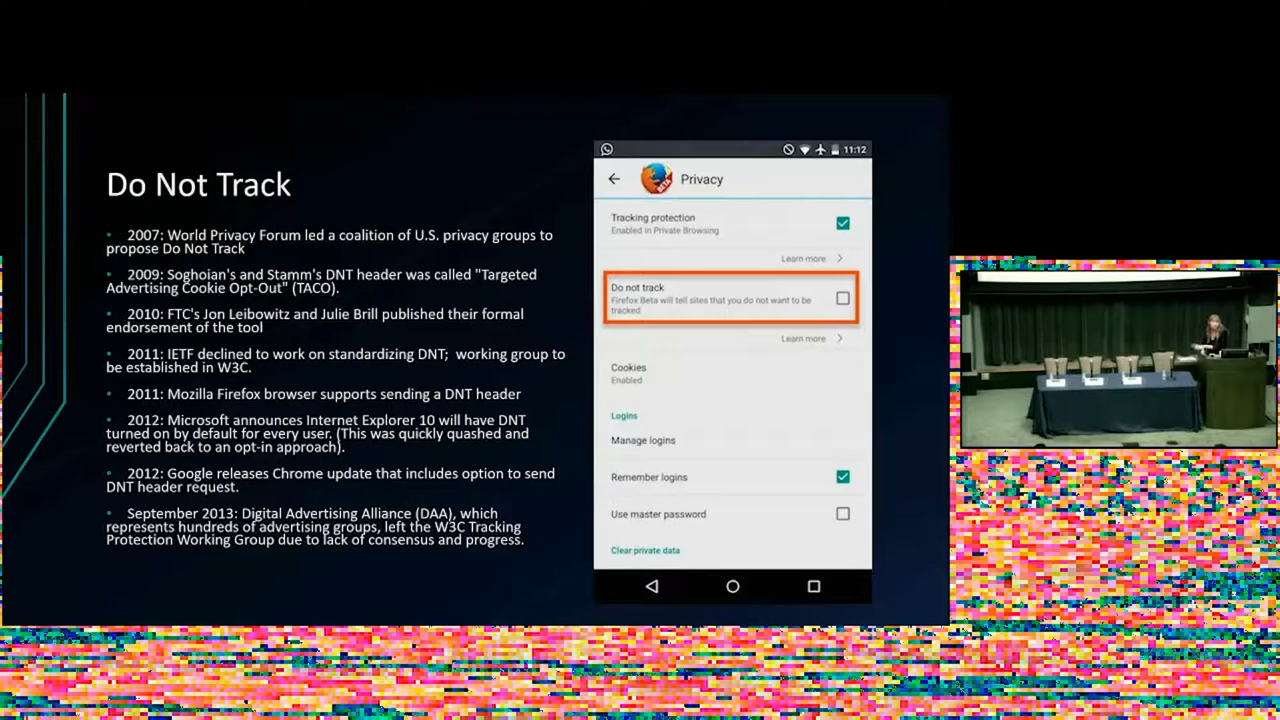 Do Not Track
• 2007: World Privacy Forum led a coalition of U.S. privacy groups to
propose Do Not Track
• 2009: Soghoian's and Stamm's DNT header was called "Targeted
Advertising Cookie Opt-Out" (TACO).
• 2010: FTC's Jon Leibowitz and Julie Brill published their formal
endorsement of the tool
• 2011: IETF declined to work on standardizing DNT; working group to
be established in W3C.
• 2011: Mozilla Firefox browser supports sending a DNT header
• 2012: Microsoft announces Internet Explorer 10 will have DNT
turned on by default for every user. (This was quickly quashed and
reverted back to an opt-in approach).
• 2012: Google releases Chrome update that includes option to send
DNT header request.
• September 2013: Digital Advertising Alliance (DAA), which
represents hundreds of advertising groups, left the W3C Tracking
Protection Working Group due to lack of consensus and progress.
11:12
BETA
Privacy
Tracking protection
Enabled in Private Browsing
Learn more
Do not track
Firefox Beta will tell sites that you do not want to be
tracked
Learn more
Cookies
Enabled
Logins
Manage logins
Remember logins
Use master password
Clear private data